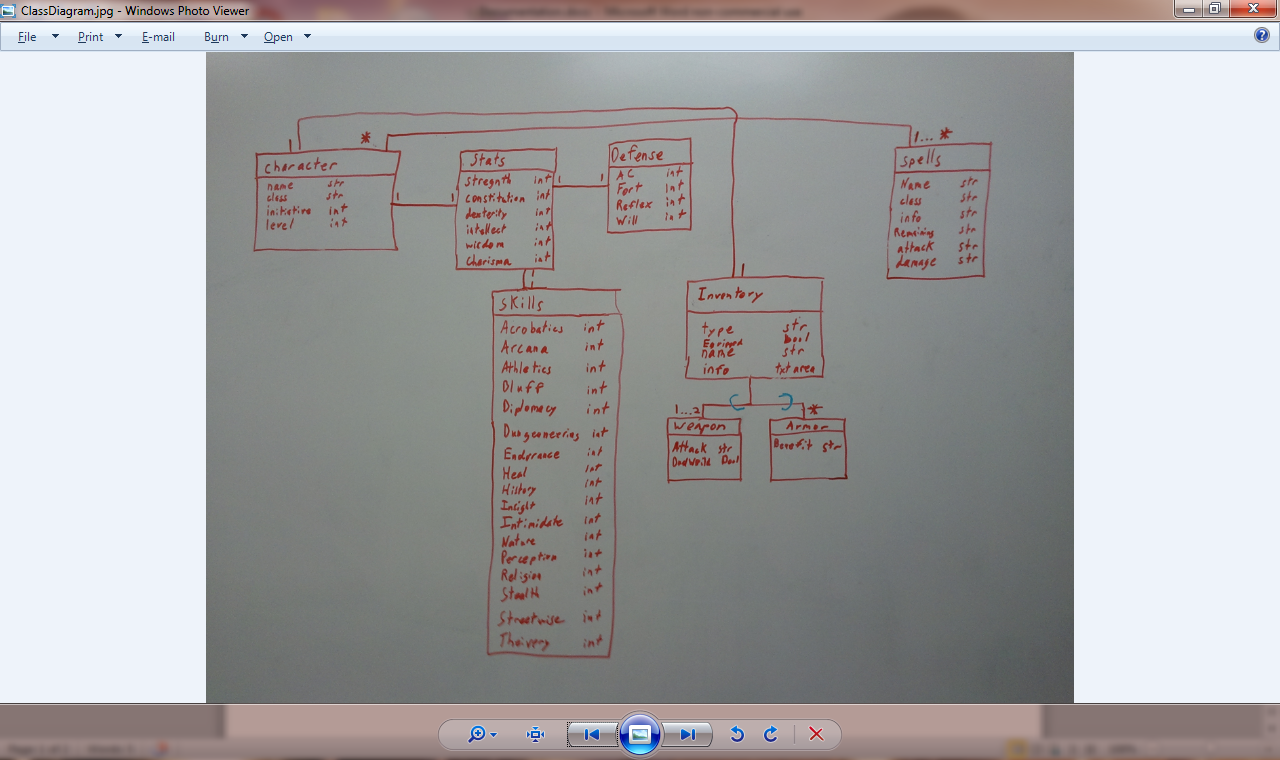 ClassDiagram.jpg - Windows Photo Viewer
File Print E-mail Burn Open
1 * 1... *
Character
name str
class str
initiative int
level int
1 1
Stats
Stregnth int
constitution int
dexterity int
intellect int
wisdom int
Charisma int
1 1
Defense
AC int
Fort int
Reflex int
Will int
Spells
Name str
class str
info str
Remaining str
attack str
damage str
1
Skills
Acrobatics int
Arcana int
Athletics int
Bluff int
Diplomacy int
Dungeoneering int
Endurance int
Heal int
History int
Insight int
Intimidate int
Nature int
Perception int
Religion int
Stealth int
Streetwise int
Theivery int
1
Inventory
type str
Equipped bool
name str
info txt area
1...2 *
Weapon
Attack str
Armor
Benefit str